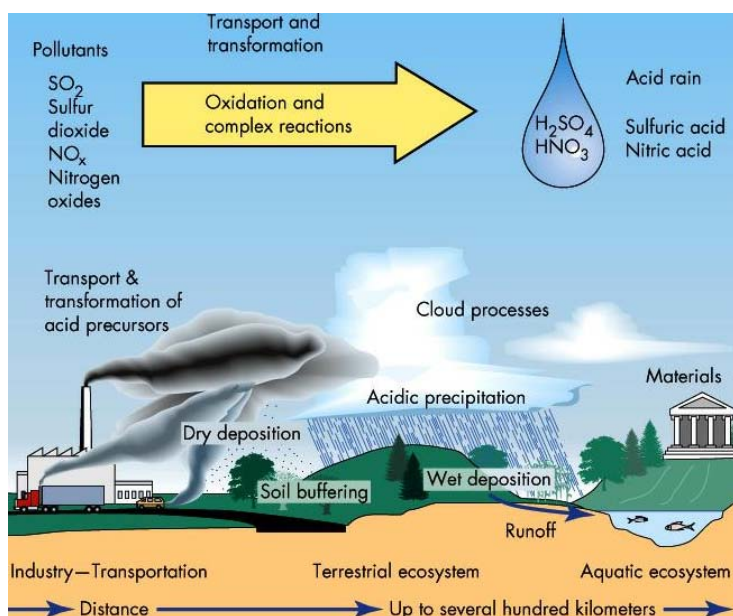 Pollutants
SO₂
Sulfur
dioxide
NOₓ
Nitrogen
oxides
Transport and
transformation
Oxidation and
complex reactions
H₂SO₄
HNO₃
Acid rain
Sulfuric acid
Nitric acid
Transport &
transformation of
acid precursors
Cloud processes
Acidic precipitation
Materials
Dry deposition
Soil buffering
Wet deposition
Runoff
Industry—Transportation
Terrestrial ecosystem
Aquatic ecosystem
Distance
Up to several hundred kilometers